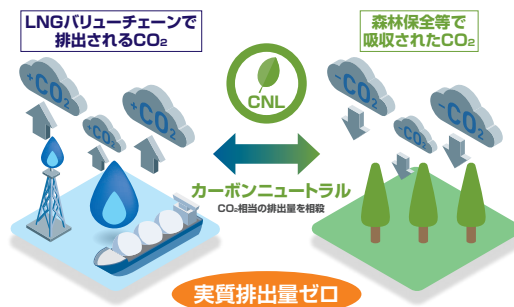 LNGバリューチェーンで
排出されるCO₂
森林保全等で
吸収されたCO₂
+CO₂
+CO₂
+CO₂
CNL
-CO₂
-CO₂
-CO₂
カーボンニュートラル
CO₂相当の排出量を相殺
実質排出量ゼロ